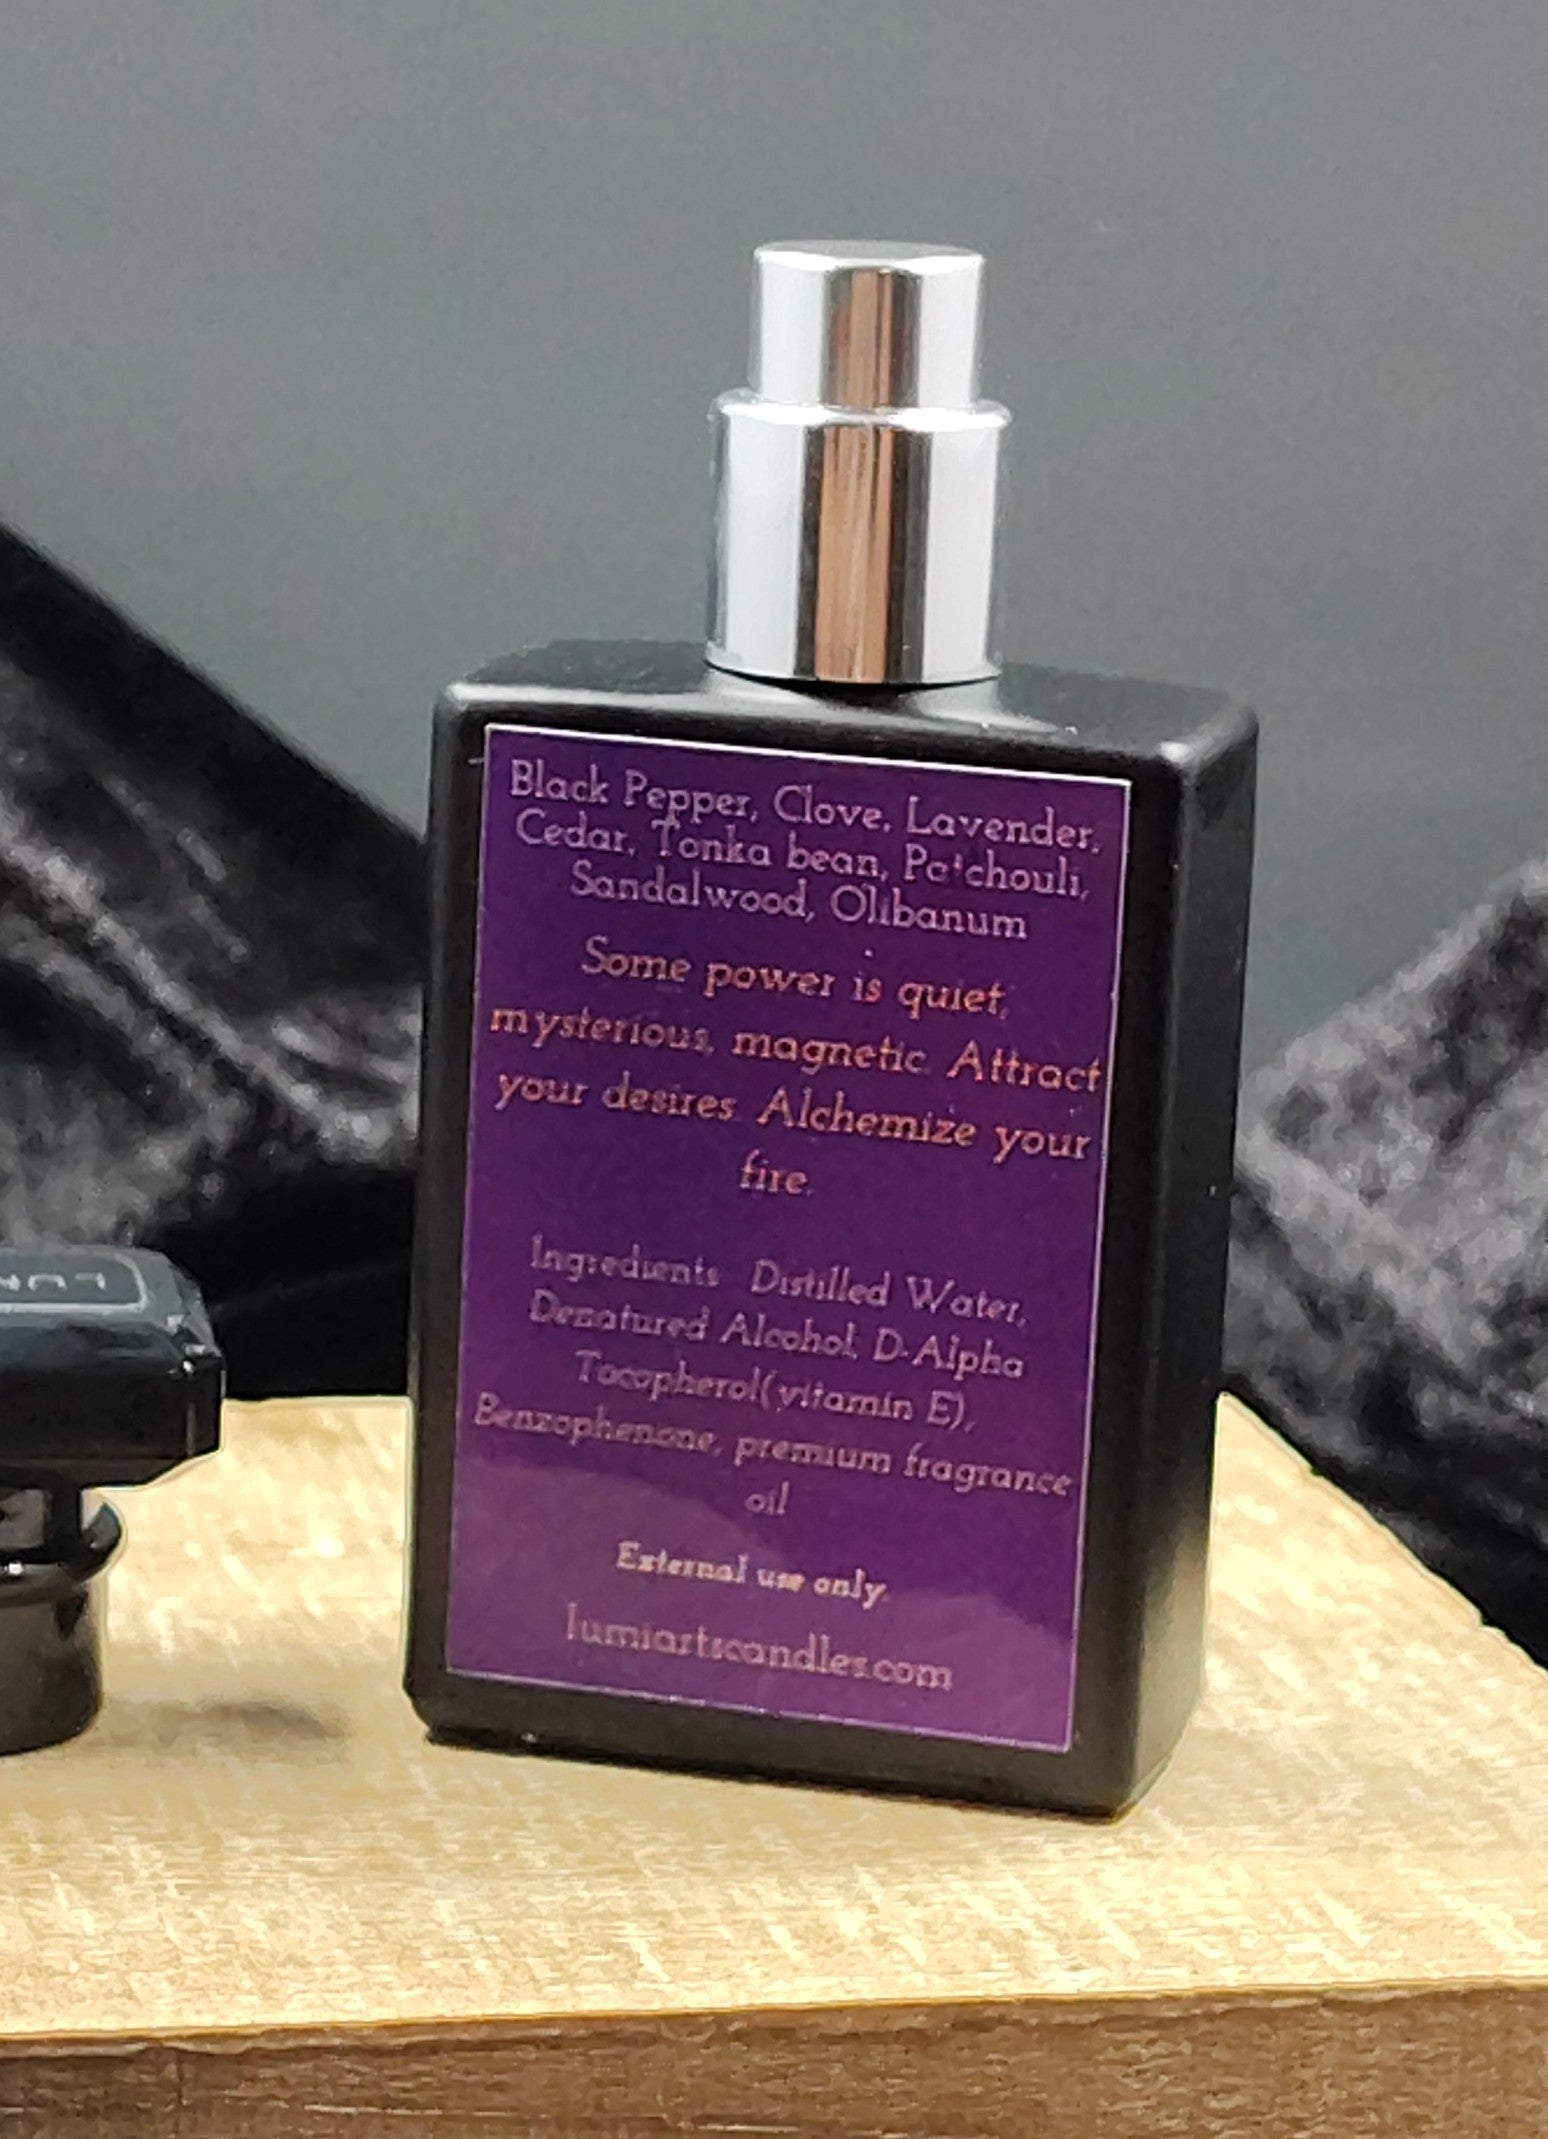 Black Pepper, Clove, Lavender,
Cedar, Tonka bean, Patchouli,
Sandalwood, Olibanum
Some power is quiet,
mysterious, magnetic. Attract
your desires. Alchemize your
fire.
Ingredients: Distilled Water,
Denatured Alcohol, D-Alpha
Tocopherol(vitamin E),
Benzophenone, premium fragrance
oil
External use only.
lumiartscandles.com